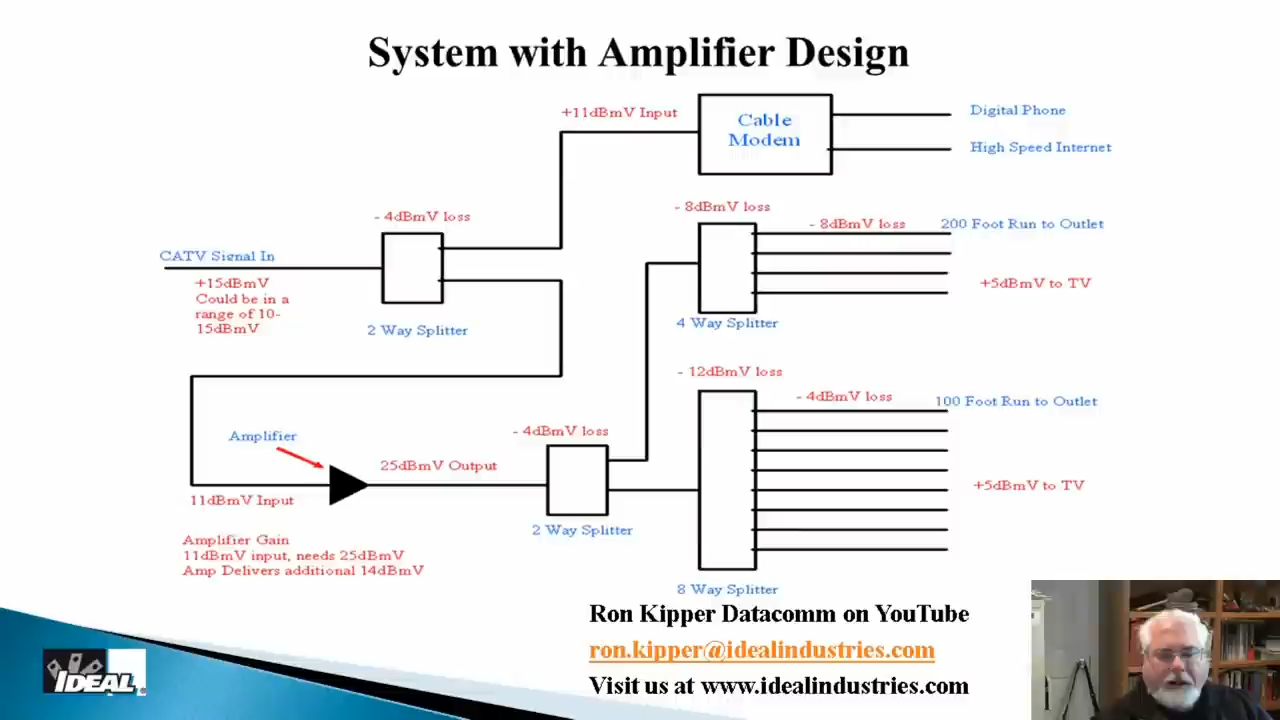 System with Amplifier Design
+11dBmV Input
Cable
Modem
Digital Phone
High Speed Internet
- 4dBmV loss
- 8dBmV loss
- 8dBmV loss
200 Foot Run to Outlet
CATV Signal In
+15dBmV
Could be in a
range of 10-
15dBmV
2 Way Splitter
+5dBmV to TV
4 Way Splitter
- 12dBmV loss
- 4dBmV loss
100 Foot Run to Outlet
Amplifier
- 4dBmV loss
25dBmV Output
11dBmV Input
+5dBmV to TV
2 Way Splitter
Amplifier Gain
11dBmV input, needs 25dBmV
Amp Delivers additional 14dBmV
8 Way Splitter
Ron Kipper Datacomm on YouTube
ron.kipper@idealindustries.com
Visit us at www.idealindustries.com
IDEAL